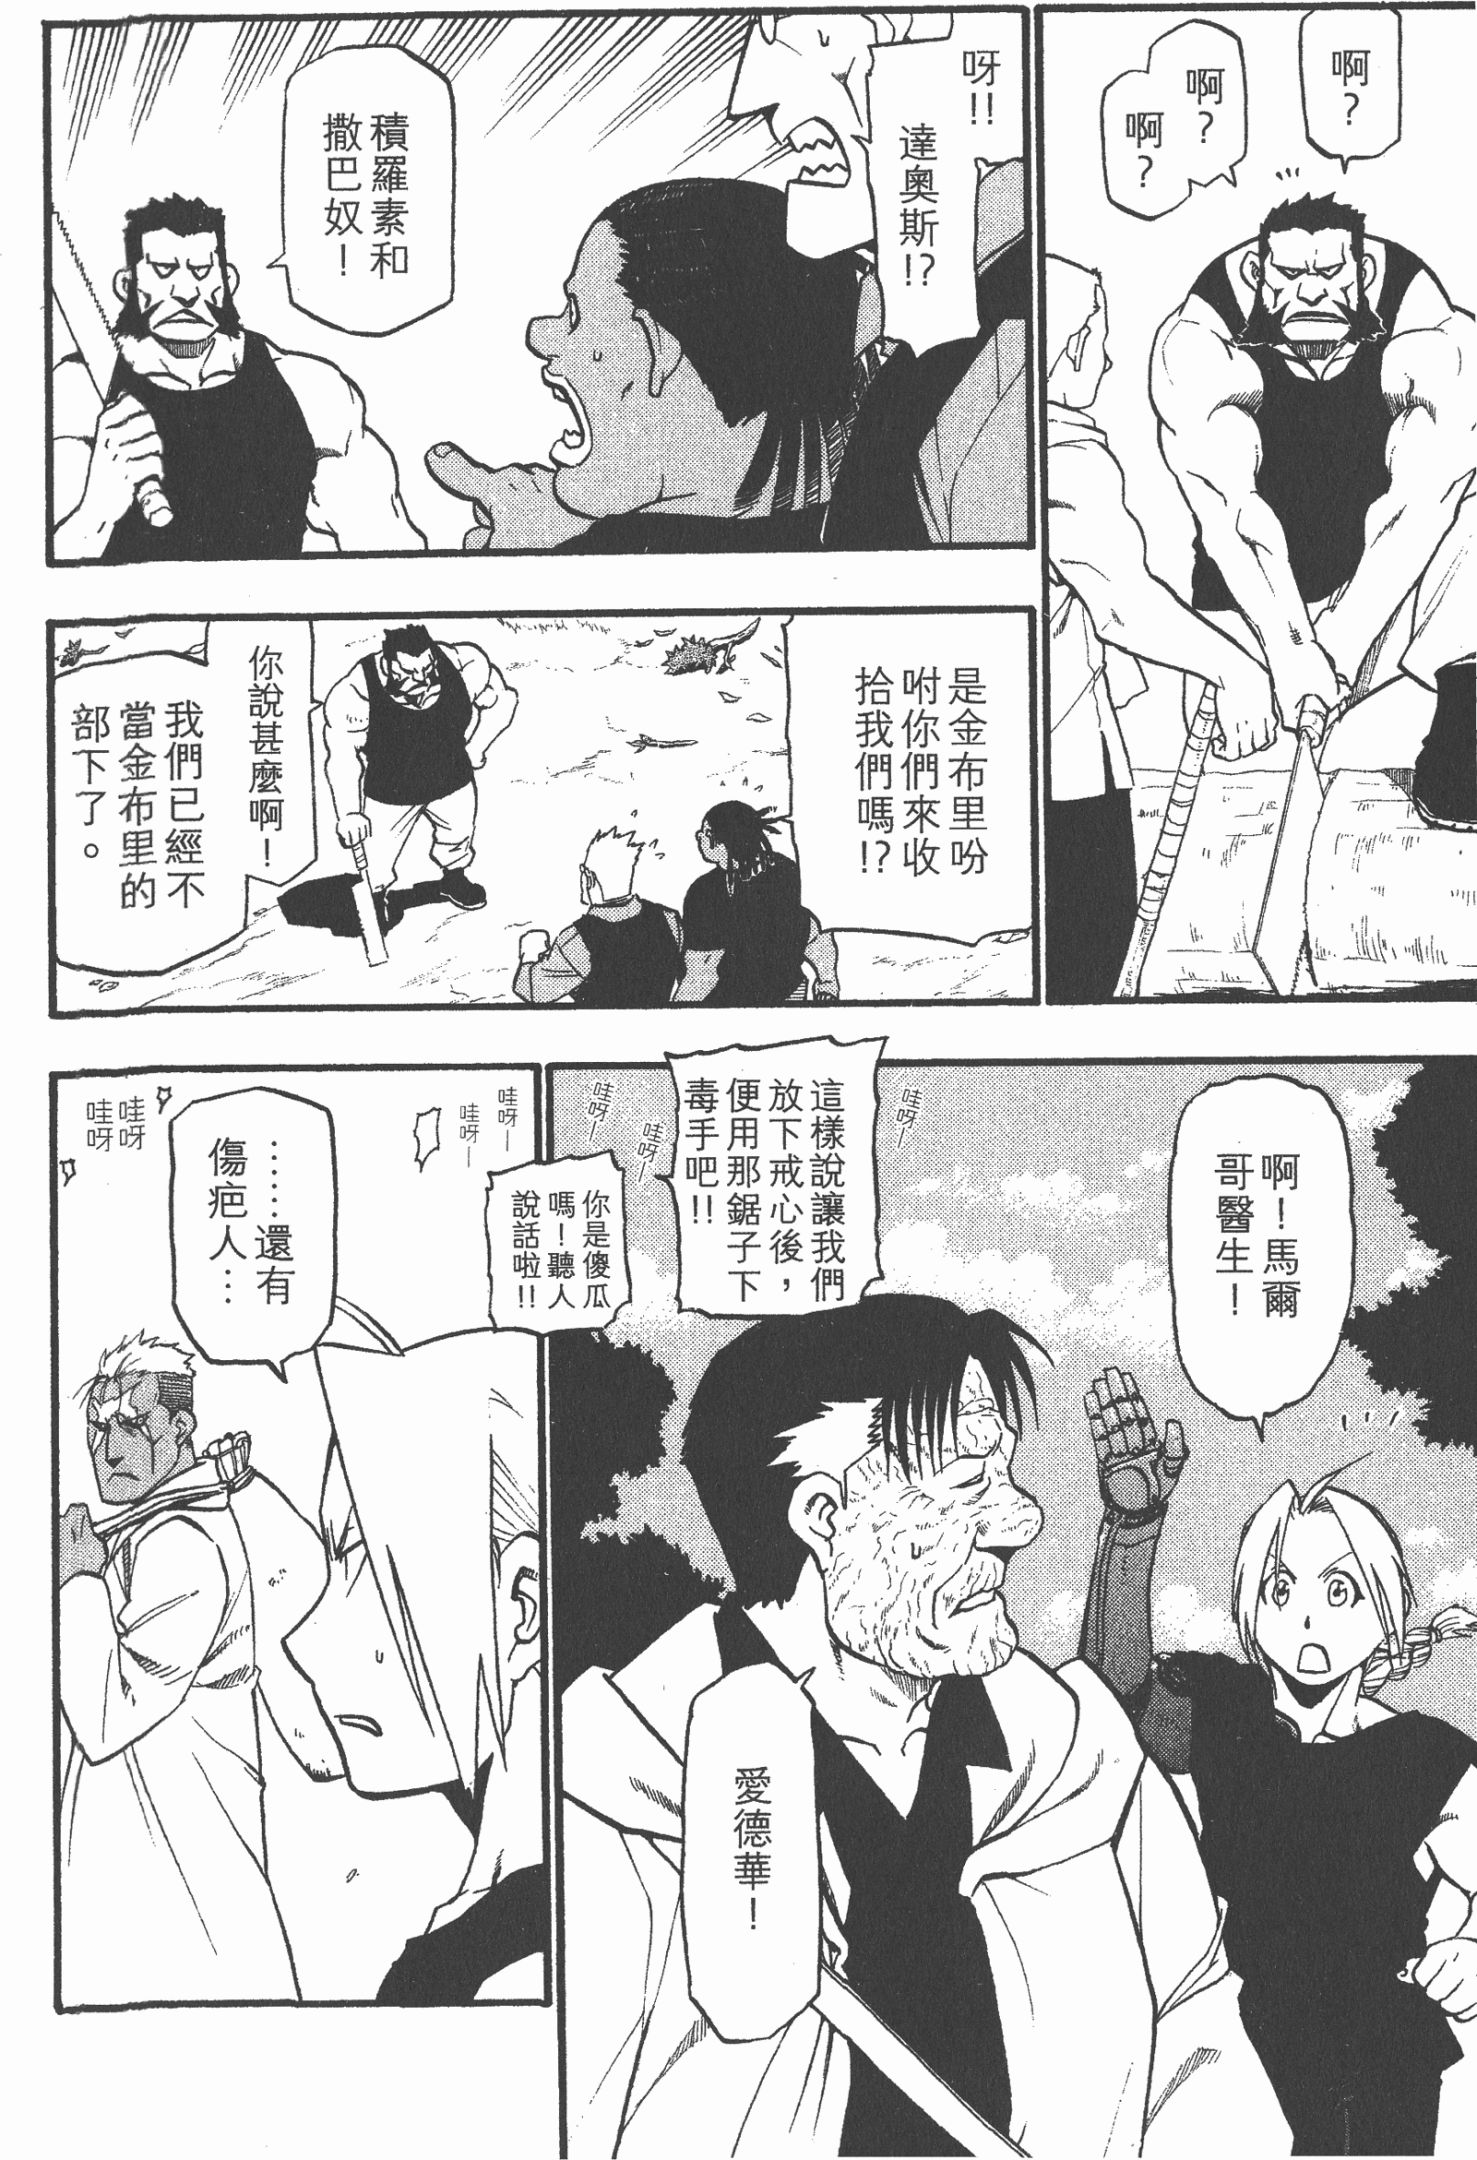 啊？
啊？
啊？
呀!!
達奧斯!?
積羅素和
撒巴奴！
是金布里吩
咐你們來收
拾我們嗎!?
你說甚麼啊！
我們已經不
當金布里的
部下了。
啊！馬爾
哥醫生！
愛德華！
哇呀—
這樣說讓我們
放下戒心後，
便用那鋸子下
毒手吧!!
哇呀—
哇呀—
你是傻瓜
嗎！聽人
說話啦!!
哇呀—
哇呀—
……還有
傷疤人…
哇呀
哇呀